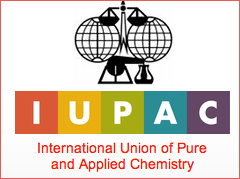 IUPAC
International Union of Pure
and Applied Chemistry